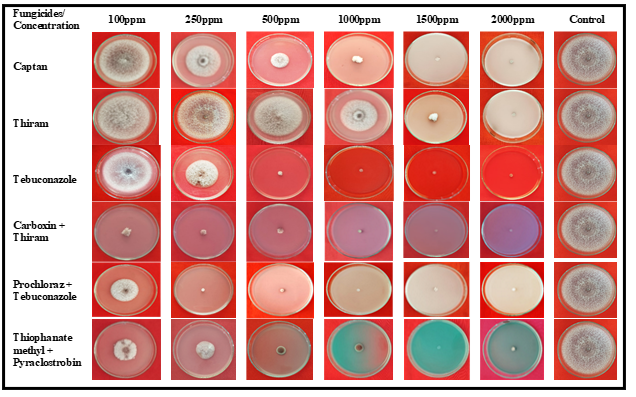 Fungicides/ 100ppm 250ppm 500ppm 1000ppm 1500ppm 2000ppm Control
Concentration
Captan
Thiram
Tebuconazole
Carboxin +
Thiram
Prochloraz +
Tebuconazole
Thiophanate
methyl +
Pyraclostrobin